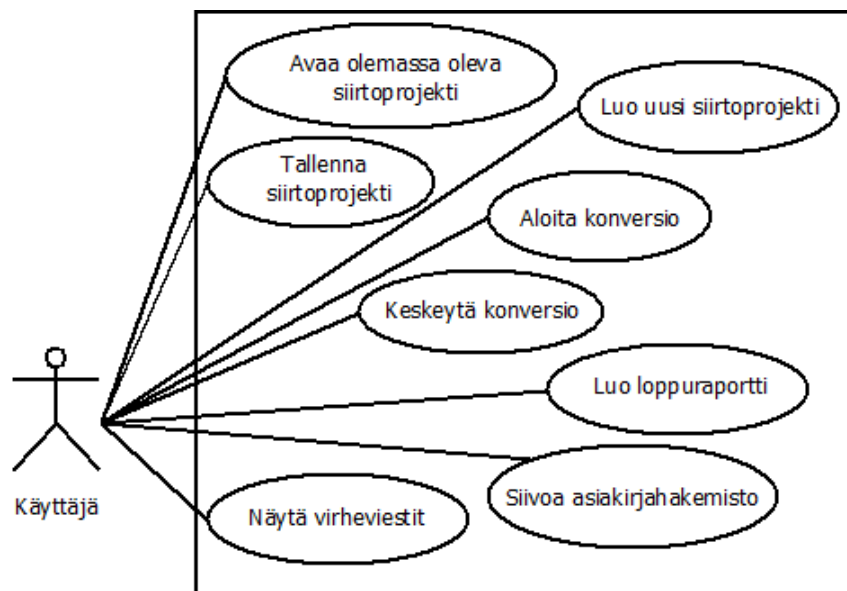 Avaa olemassa oleva
siirtoprojekti
Luo uusi siirtoprojekti
Tallenna
siirtoprojekti
Aloita konversio
Keskeytä konversio
Luo loppuraportti
Siivoa asiakirjahakemisto
Näytä virheviestit
Käyttäjä